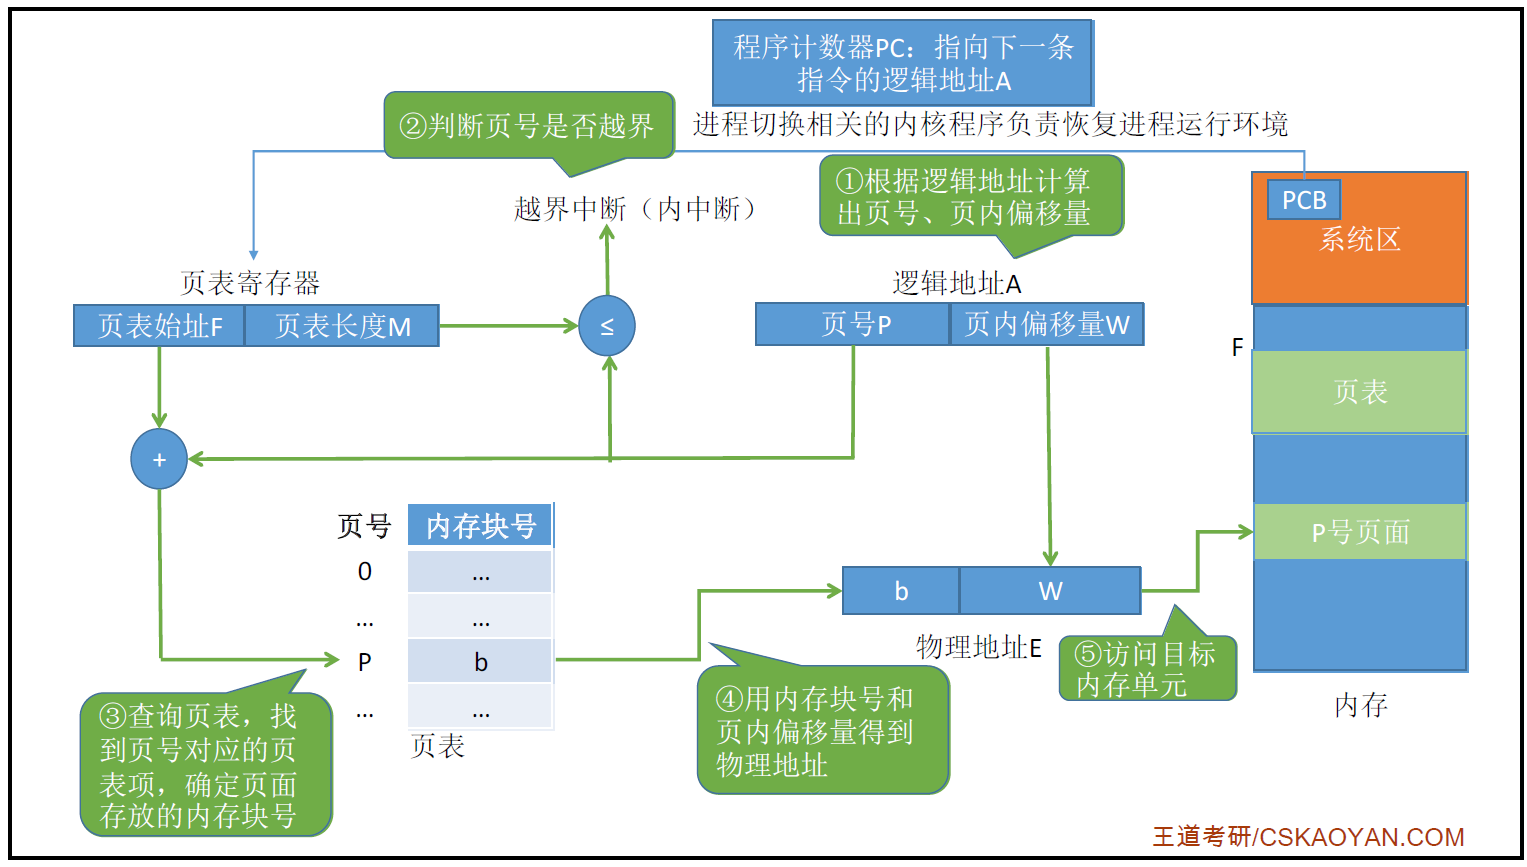 程序计数器PC：指向下一条
指令的逻辑地址A
②判断页号是否越界
进程切换相关的内核程序负责恢复进程运行环境
①根据逻辑地址计算
出页号、页内偏移量
越界中断（内中断）
PCB
系统区
页表寄存器
逻辑地址A
页表始址F
页表长度M
≤
页号P
页内偏移量W
F
页表
+
页号
内存块号
P号页面
0
...
...
...
P
b
...
...
页表
b
W
物理地址E
⑤访问目标
内存单元
内存
③查询页表，找
到页号对应的页
表项，确定页面
存放的内存块号
④用内存块号和
页内偏移量得到
物理地址
王道考研/CSKAOYAN.COM